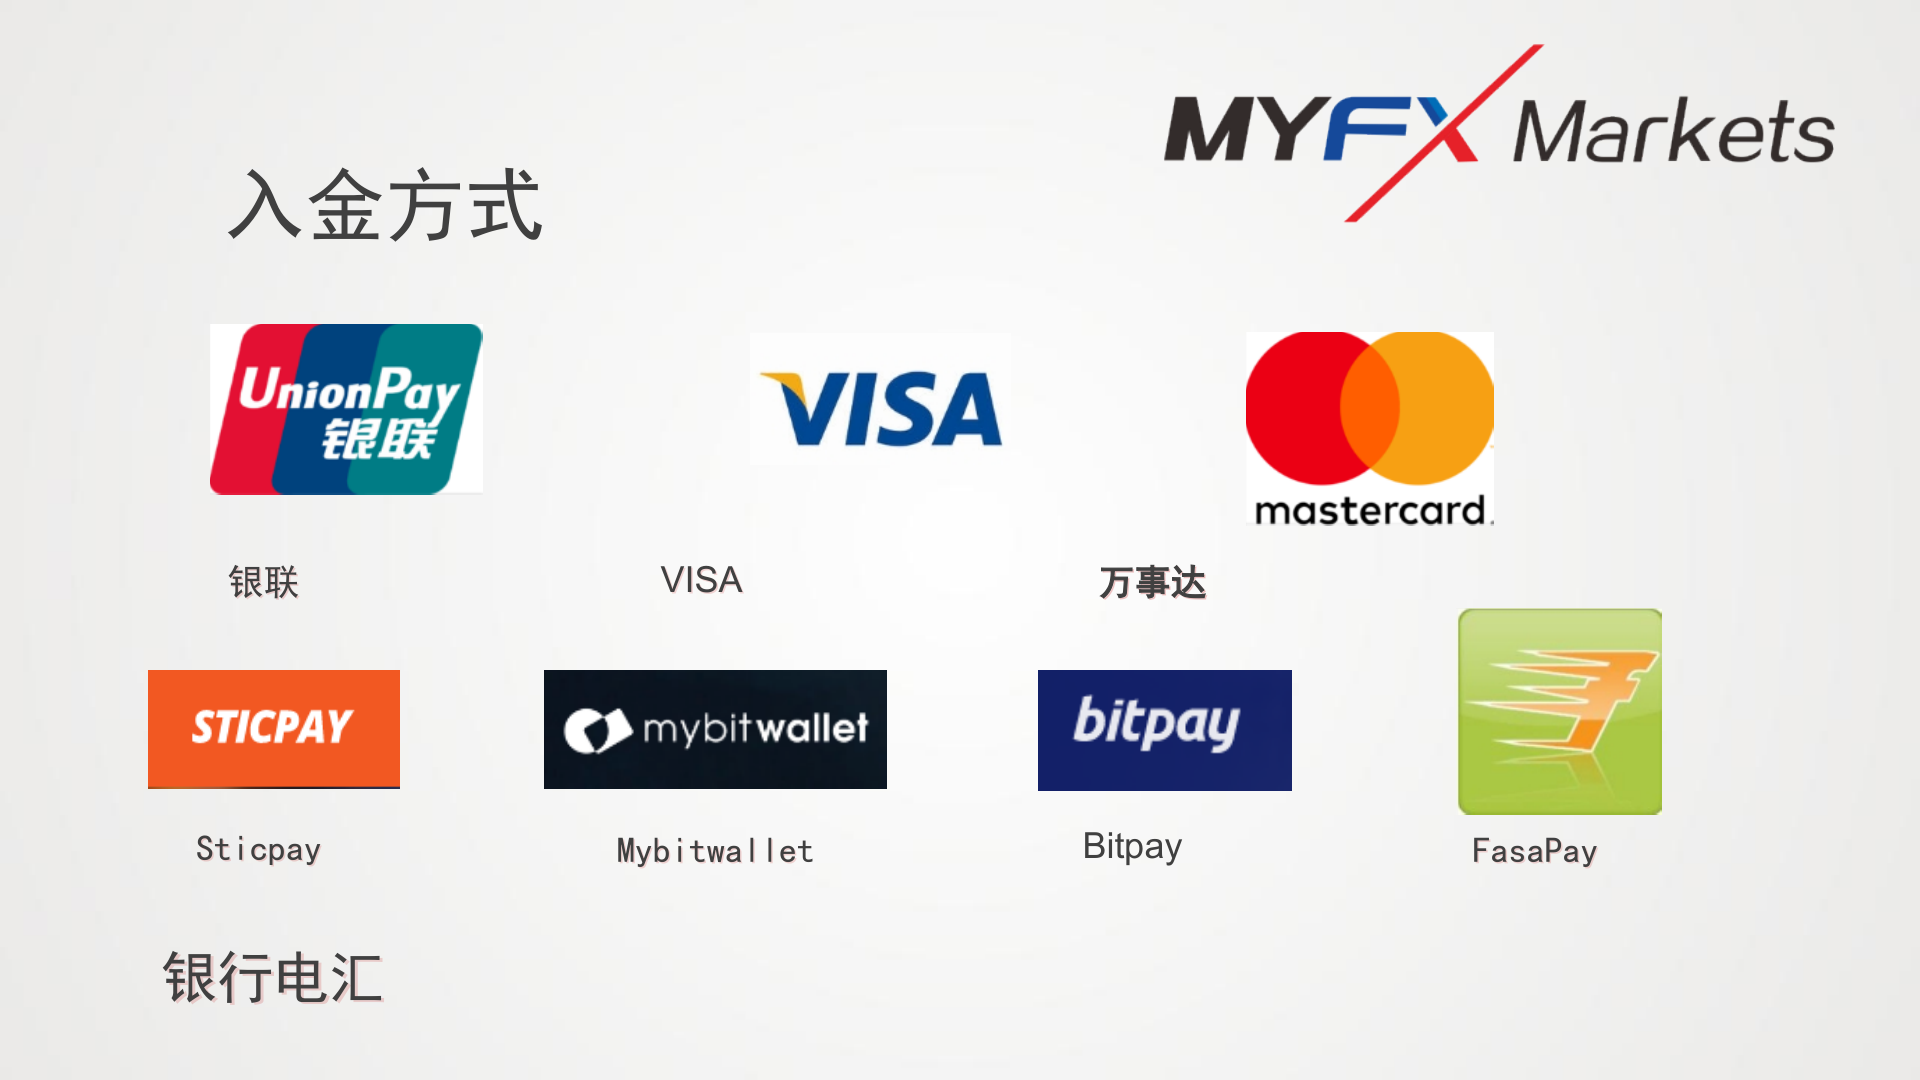 MYFX Markets
入金方式
UnionPay
银联
VISA
mastercard
银联
VISA
万事达
STICPAY
mybitwallet
bitpay
Sticpay
Mybitwallet
Bitpay
FasaPay
银行电汇